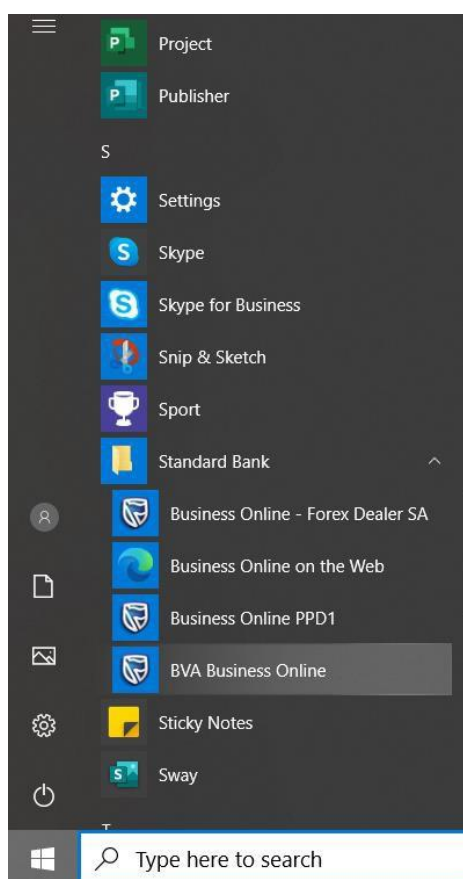 Project
Publisher
S
Settings
Skype
Skype for Business
Snip & Sketch
Sport
Standard Bank
Business Online - Forex Dealer SA
Business Online on the Web
Business Online PPD1
BVA Business Online
Sticky Notes
Sway
Type here to search